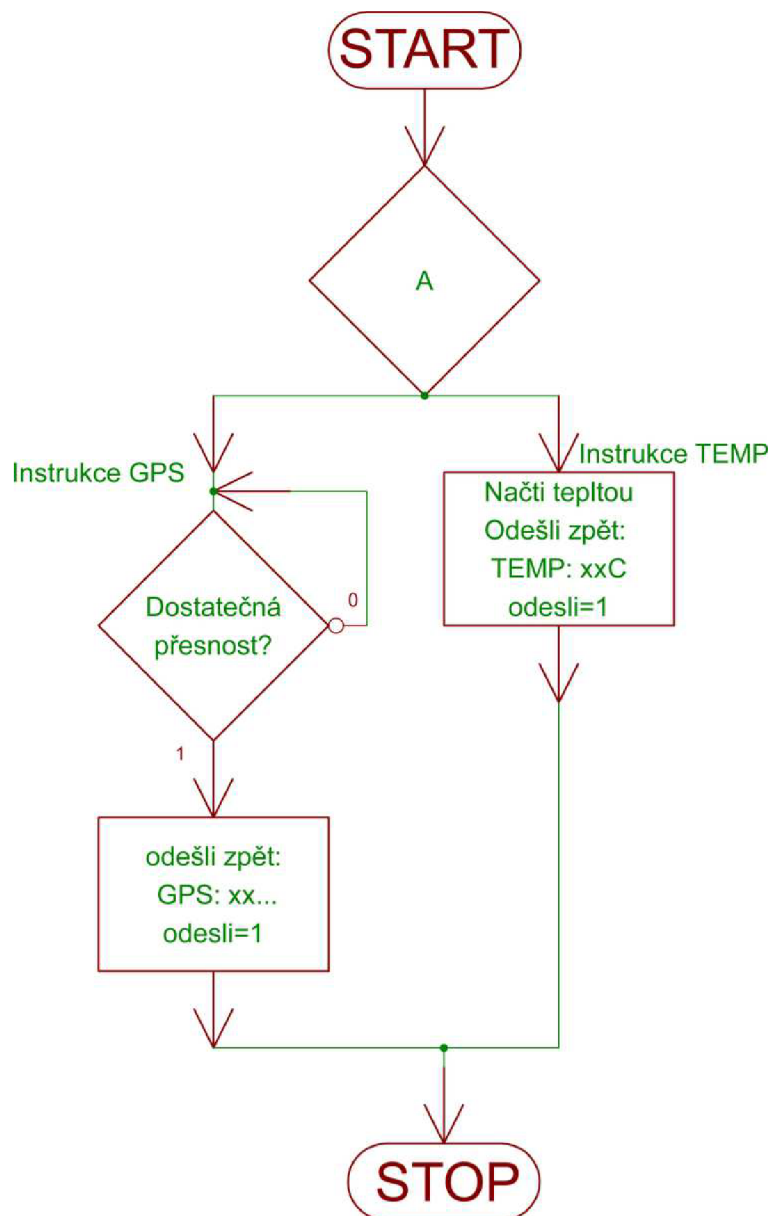 START
A
Instrukce GPS
Instrukce TEMP
Načti tepltou
Odešli zpět:
TEMP: xxC
odesli=1
Dostatečná
přesnost?
0
1
odešli zpět:
GPS: xx...
odesli=1
STOP